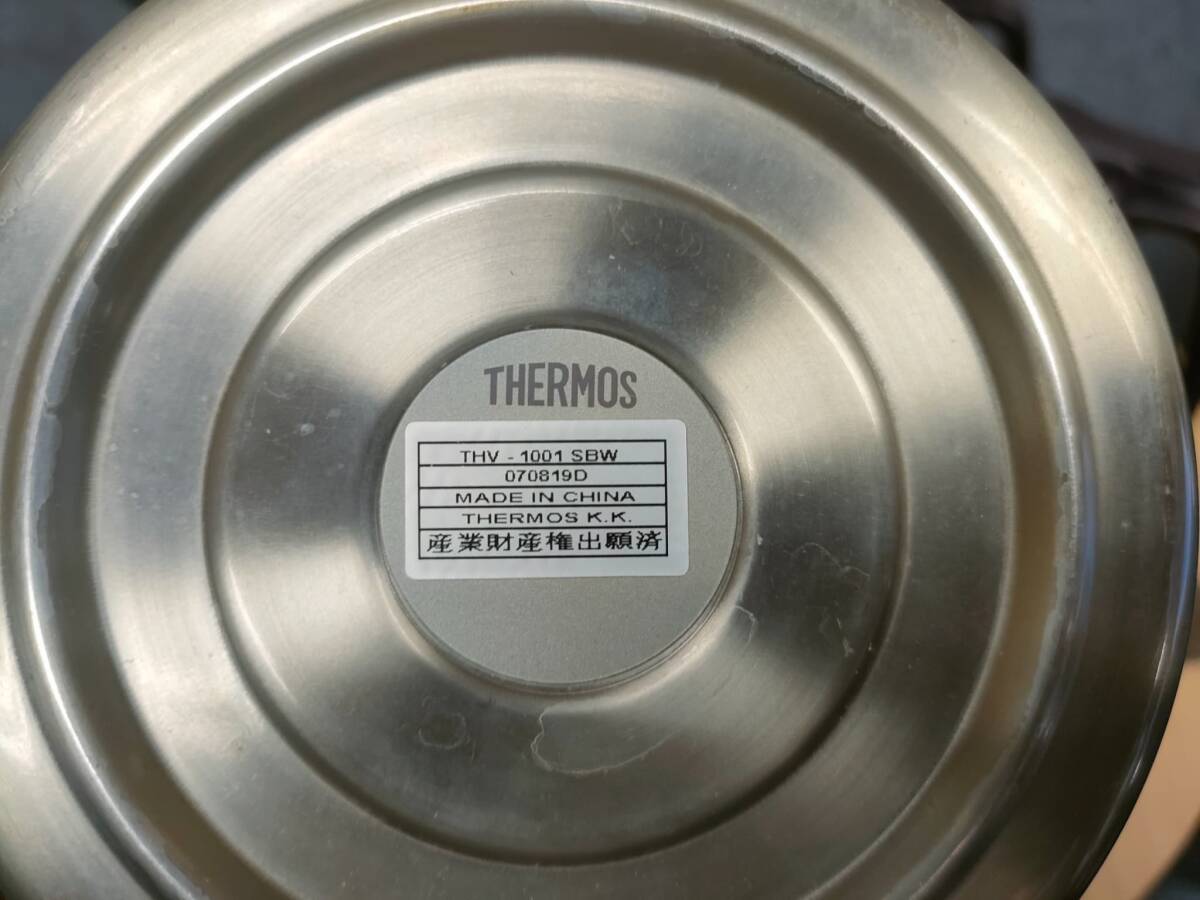 THERMOS
THV - 1001 SBW
070819D
MADE IN CHINA
THERMOS K.K.
産業財産権出願済